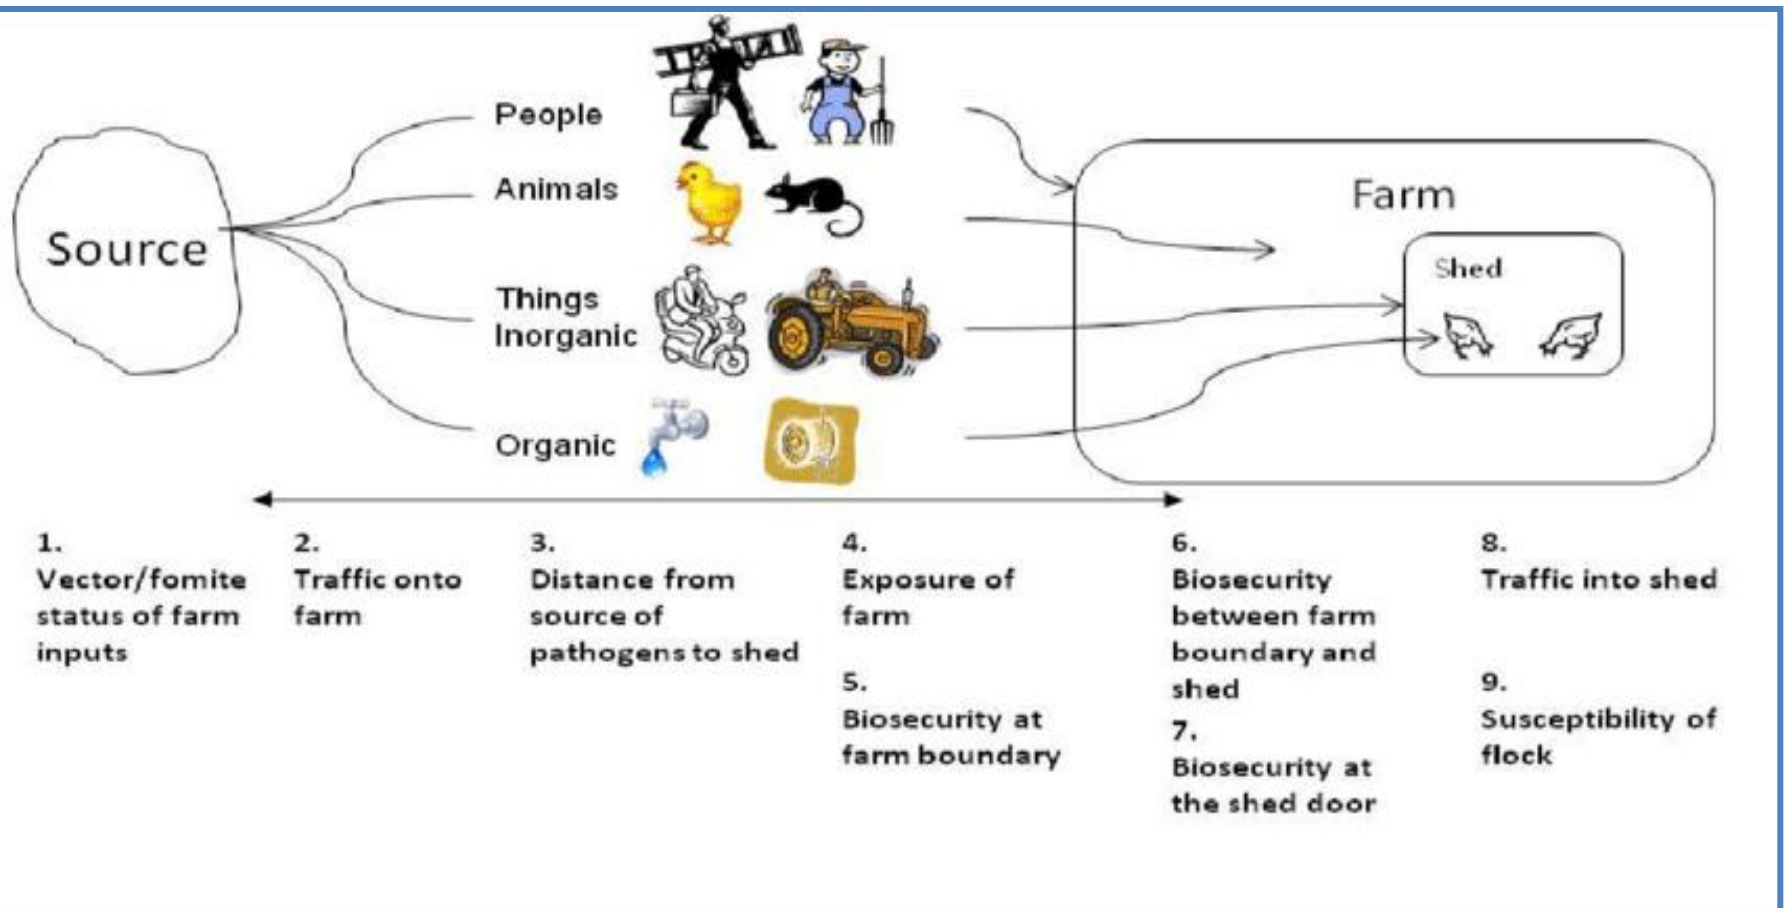 Source
People
Animals
Things
Inorganic
Organic
Farm
Shed
1.
Vector/fomite
status of farm
inputs
2.
Traffic onto
farm
3.
Distance from
source of
pathogens to shed
4.
Exposure of
farm
5.
Biosecurity at
farm boundary
6.
Biosecurity
between farm
boundary and
shed
7.
Biosecurity at
the shed door
8.
Traffic into shed
9.
Susceptibility of
flock